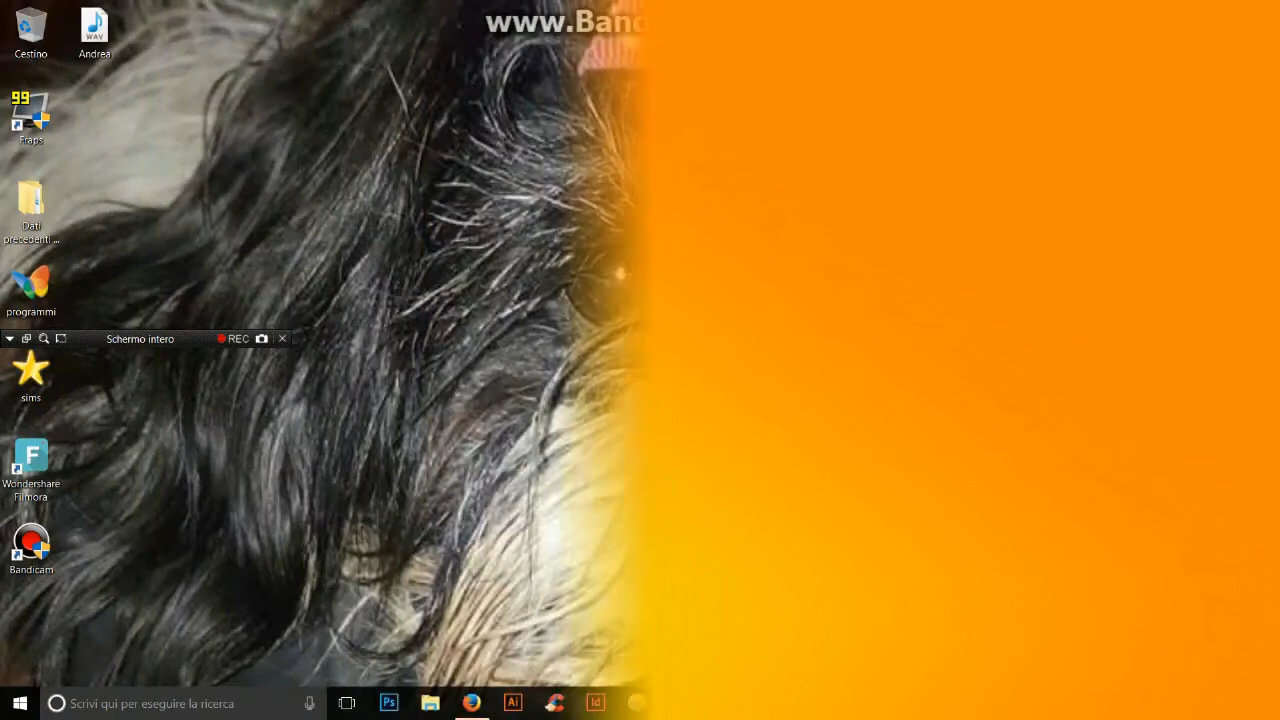 www.Band
Cestino
Andrea
99
Fraps
Dati
precedenti ...
programmi
Schermo intero
REC
sims
F
Wondershare
Filmora
Bandicam
Scrivi qui per eseguire la ricerca
Ps
Ai
Id